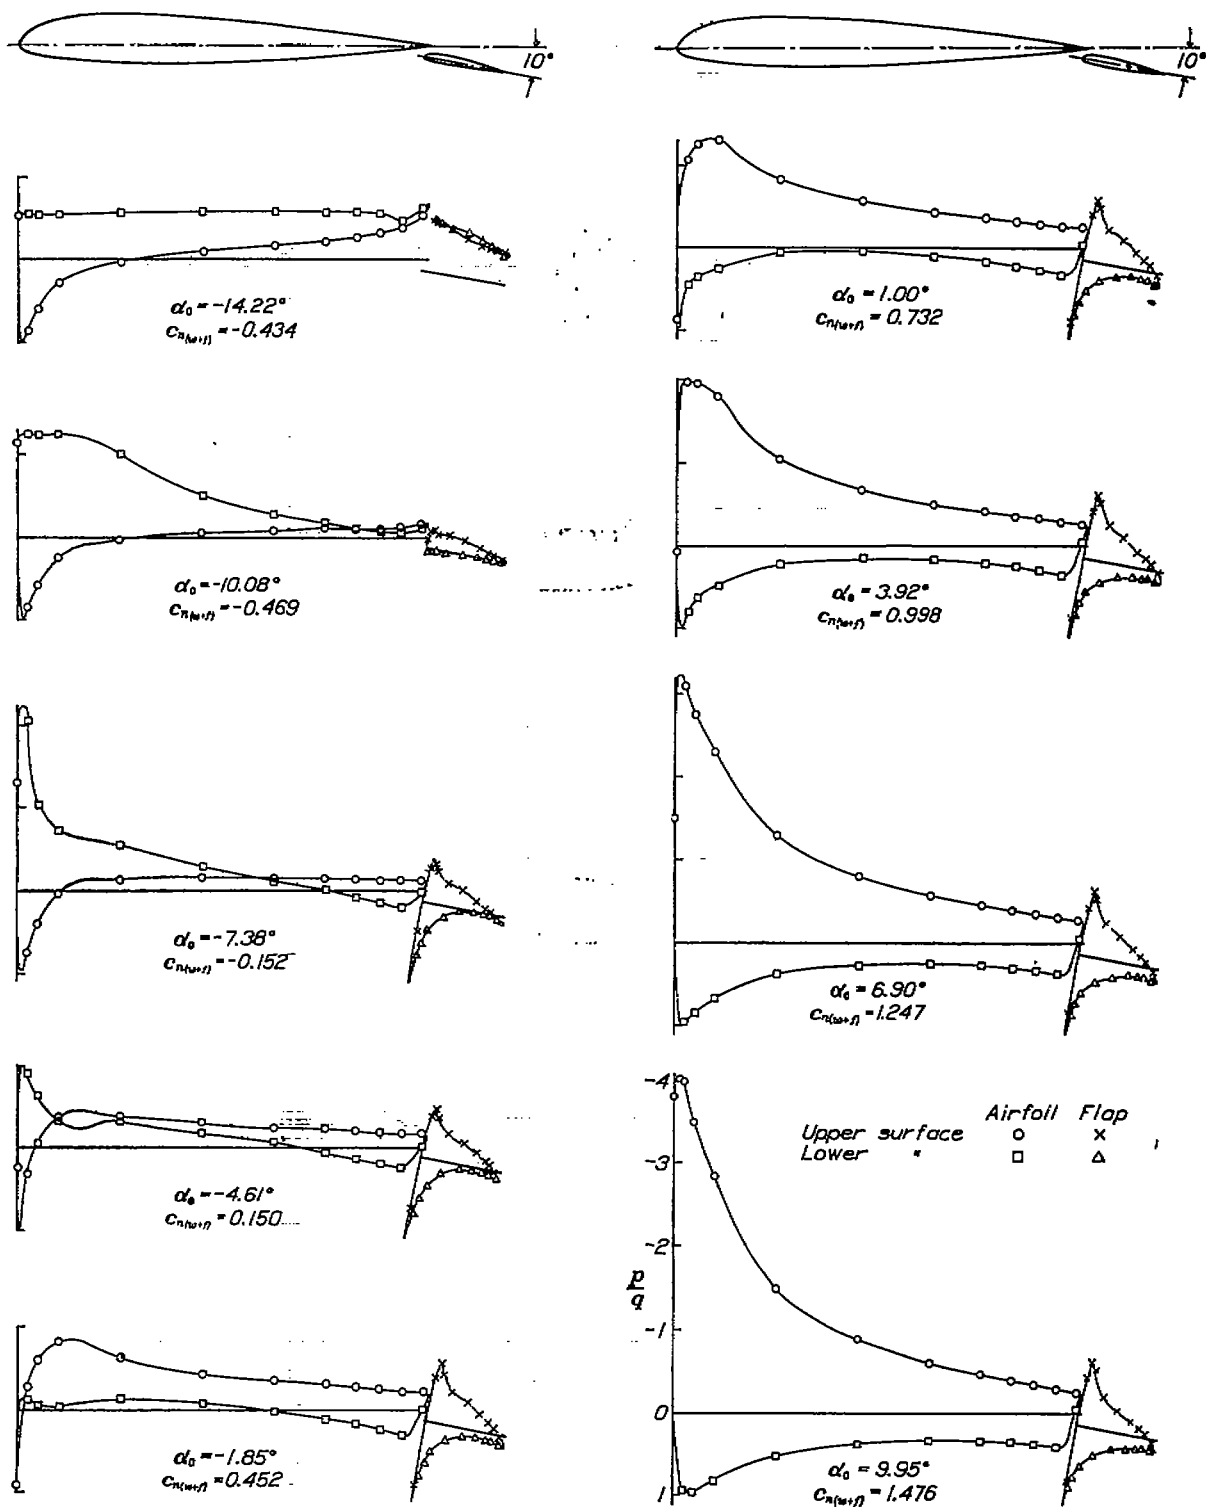 10°
10°
α₀ = -14.22°
cₙ₍w+f₎ = -0.434
α₀ = -10.08°
cₙ₍w+f₎ = -0.469
α₀ = -7.38°
cₙ₍w+f₎ = -0.152
α₀ = -4.61°
cₙ₍w+f₎ = 0.150
α₀ = -1.85°
cₙ₍w+f₎ = 0.452
α₀ = 1.00°
cₙ₍w+f₎ = 0.732
α₀ = 3.92°
cₙ₍w+f₎ = 0.998
α₀ = 6.90°
cₙ₍w+f₎ = 1.247
Airfoil Flap
Upper surface ○ ×
Lower " □ △
-4
-3
-2
p/q
-1
0
1
α₀ = 9.95°
cₙ₍w+f₎ = 1.476